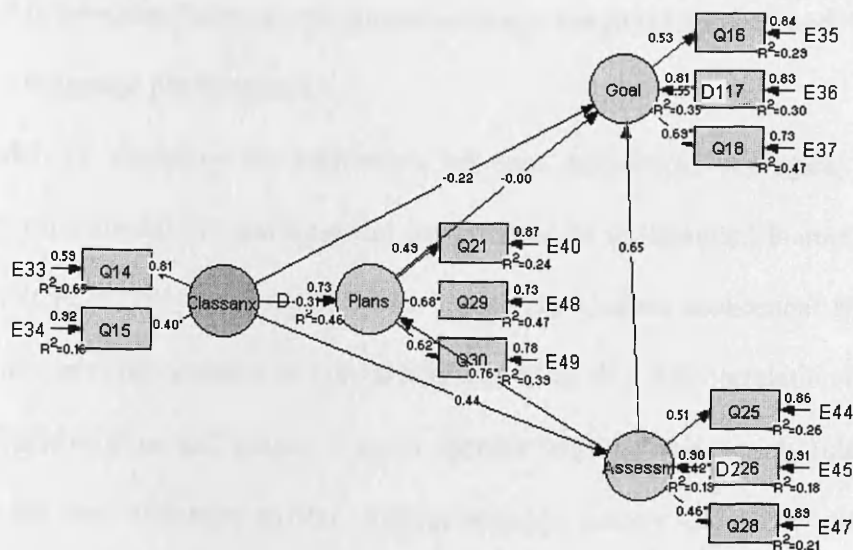 0.84
0.53 Q16 E35
R²=0.29
Goal 0.81 0.83
.55 D117 E36
R²=0.35 R²=0.30
0.69* 0.73
Q18 E37
R²=0.47
-0.22 -0.00
0.65
0.87
0.49 Q21 E40
R²=0.24
0.59 0.81
E33 Q14
R²=0.65
Classanx D -0.31 0.73 Plans
R²=0.46
0.68* Q29 0.73 E48
R²=0.47
0.92
E34 Q15 0.40*
R²=0.16
0.62* Q30 0.78 E49
0.76* R²=0.39
0.44
0.86
0.51 Q25 E44
R²=0.26
Assessm 0.90 0.91
.42* D226 E45
R²=0.19 R²=0.18
0.46* 0.89
Q28 E47
R²=0.21